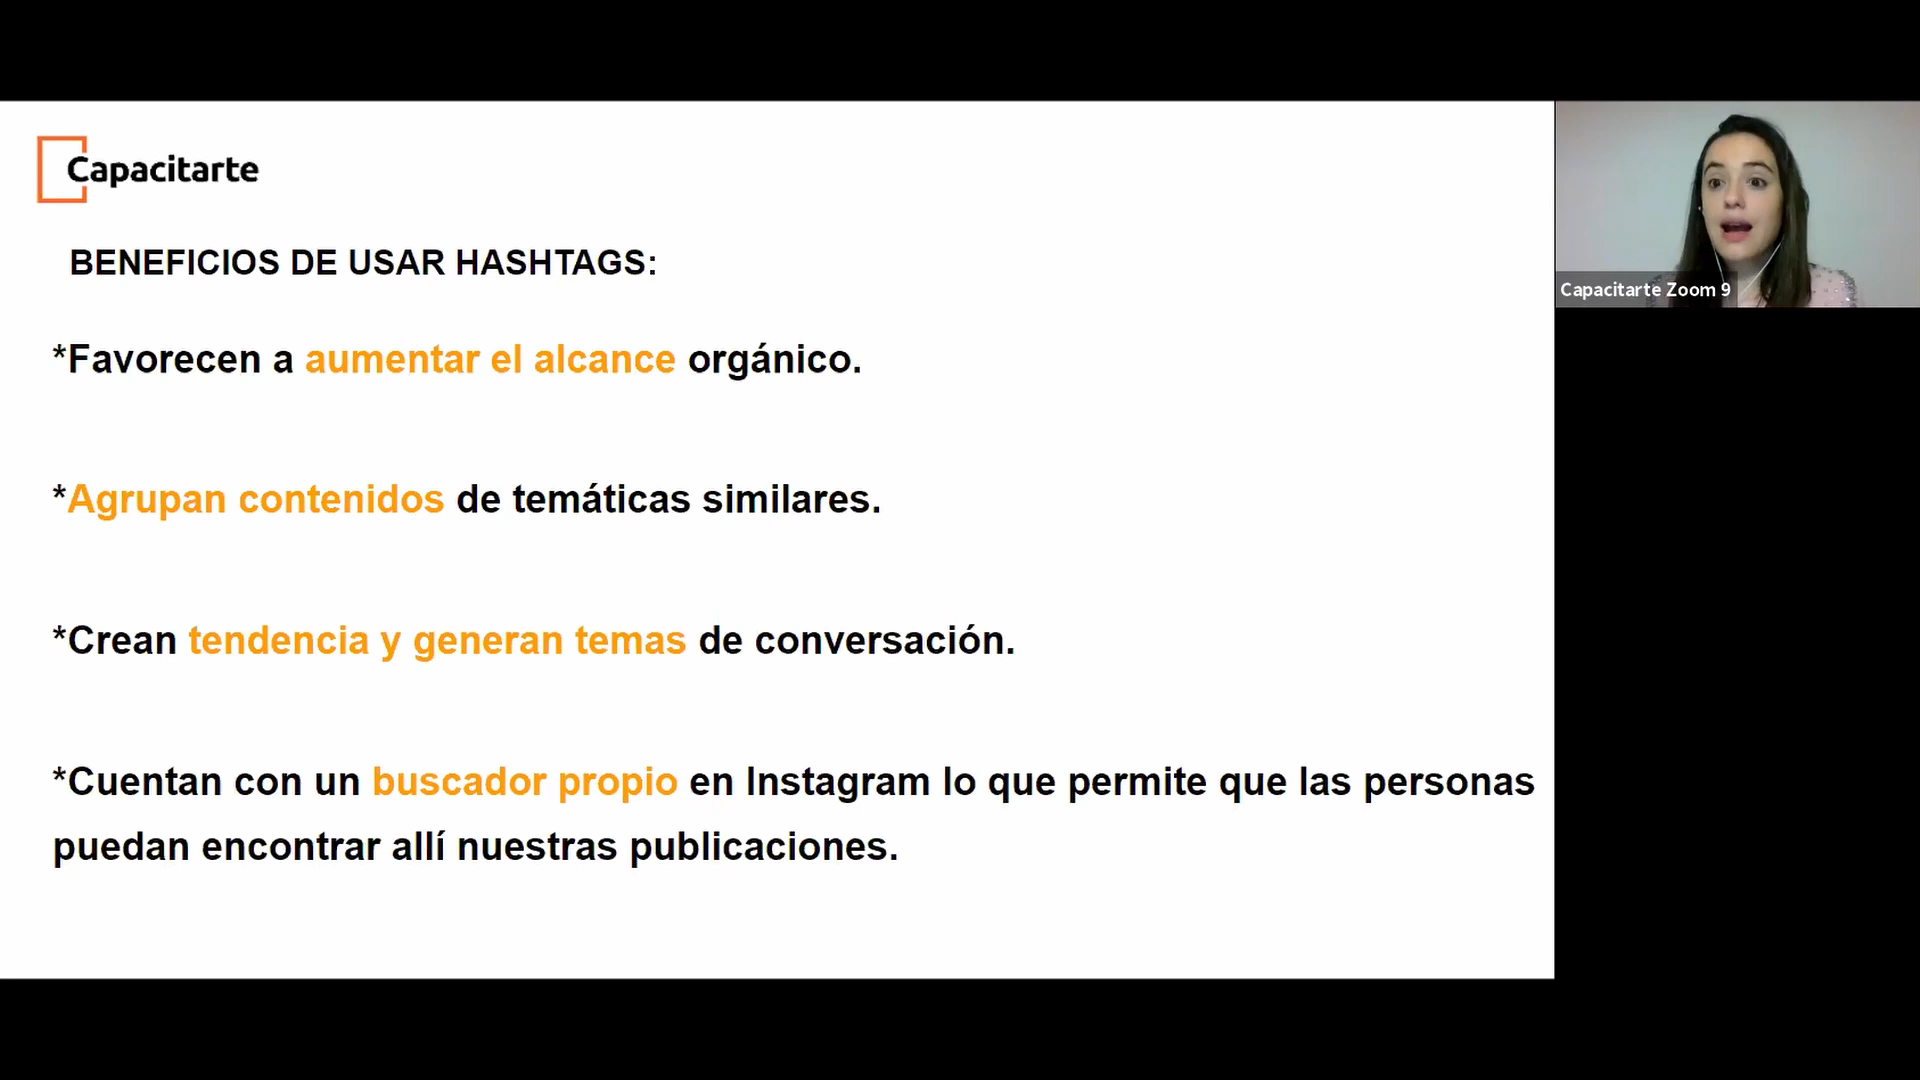 Capacitarte
BENEFICIOS DE USAR HASHTAGS:
*Favorecen a aumentar el alcance orgánico.
*Agrupan contenidos de temáticas similares.
*Crean tendencia y generan temas de conversación.
*Cuentan con un buscador propio en Instagram lo que permite que las personas
puedan encontrar allí nuestras publicaciones.
Capacitarte Zoom 9